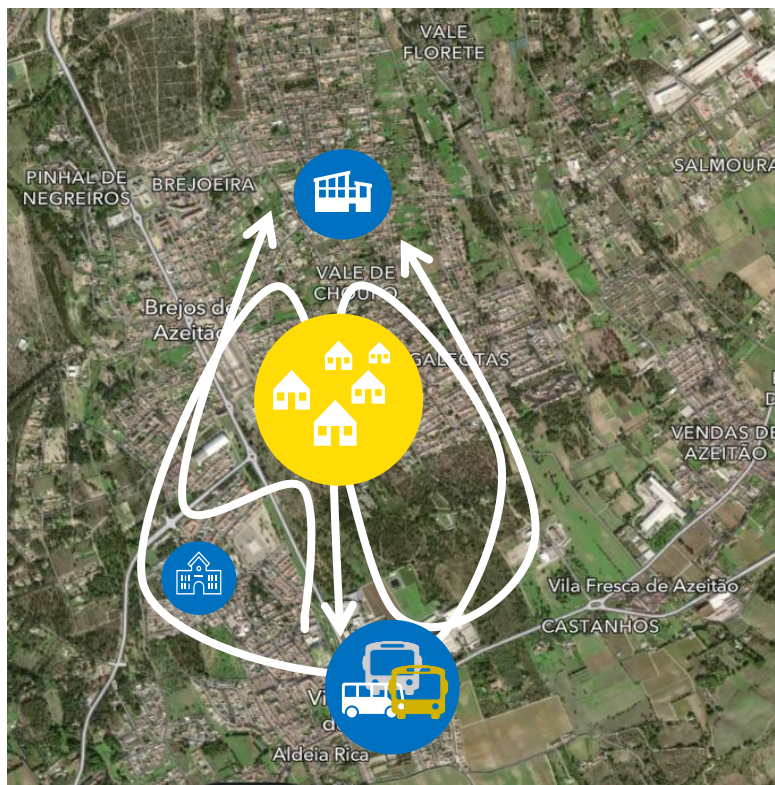 VALE
FLORETE
SALMOURA
PINHAL DE
NEGREIROS
BREJOEIRA
VALE DE
CHOUPO
Brejos de
Azeitão
GALEOTAS
VENDAS DE
AZEITÃO
Vila Fresca de Azeitão
CASTANHOS
Aldeia Rica